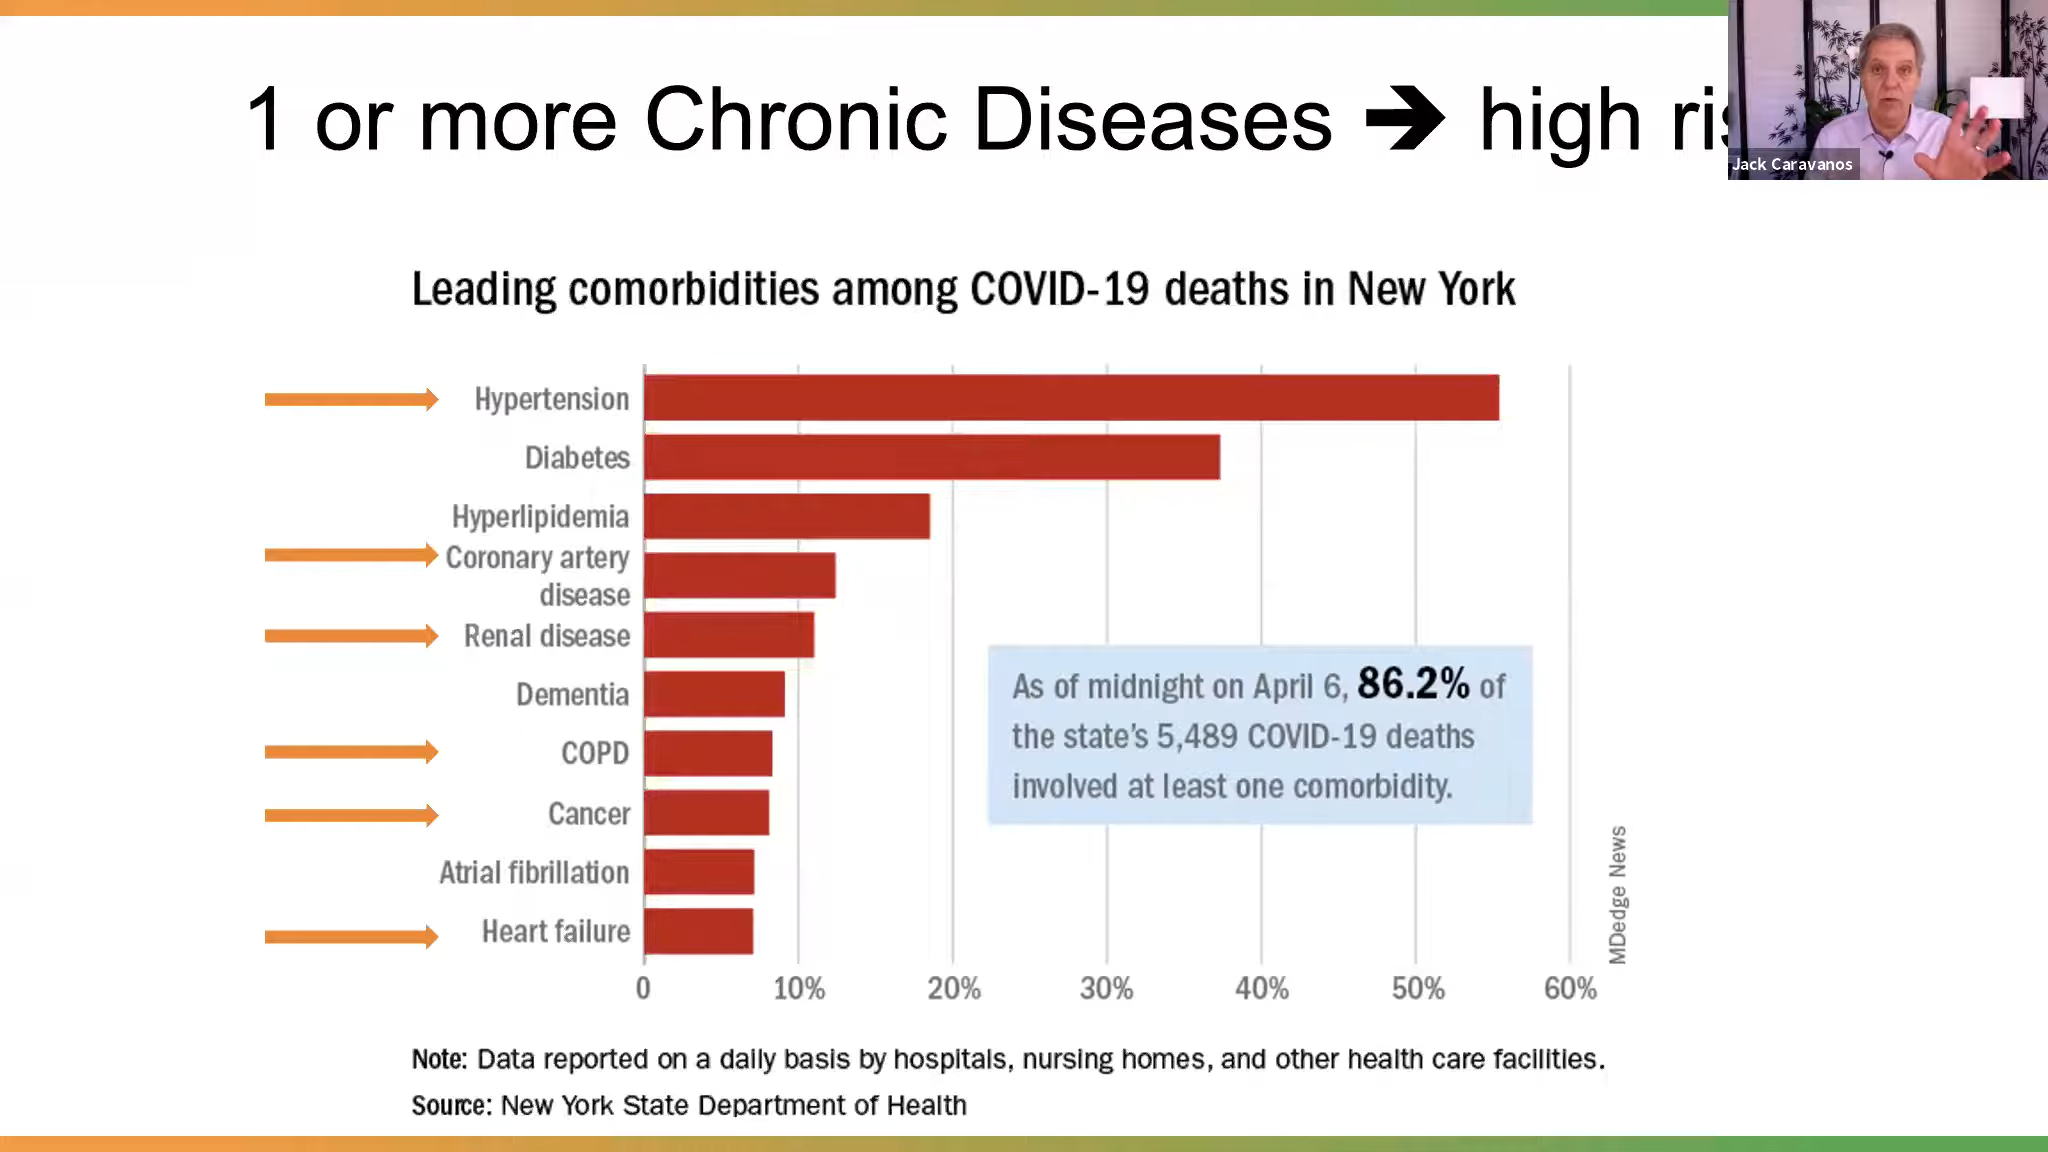 1 or more Chronic Diseases ➔ high
Jack Caravanos
Leading comorbidities among COVID-19 deaths in New York
Hypertension
Diabetes
Hyperlipidemia
Coronary artery
disease
Renal disease
Dementia
COPD
Cancer
Atrial fibrillation
Heart failure
As of midnight on April 6, 86.2% of
the state's 5,489 COVID-19 deaths
involved at least one comorbidity.
MDedge News
0 10% 20% 30% 40% 50% 60%
Note: Data reported on a daily basis by hospitals, nursing homes, and other health care facilities.
Source: New York State Department of Health